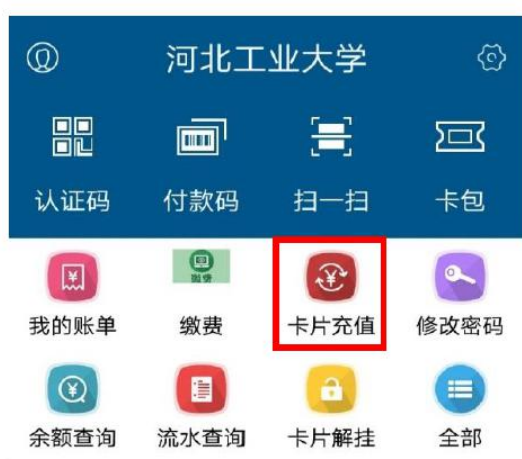 河北工业大学
认证码 付款码 扫一扫 卡包
我的账单 缴费 卡片充值 修改密码
余额查询 流水查询 卡片解挂 全部